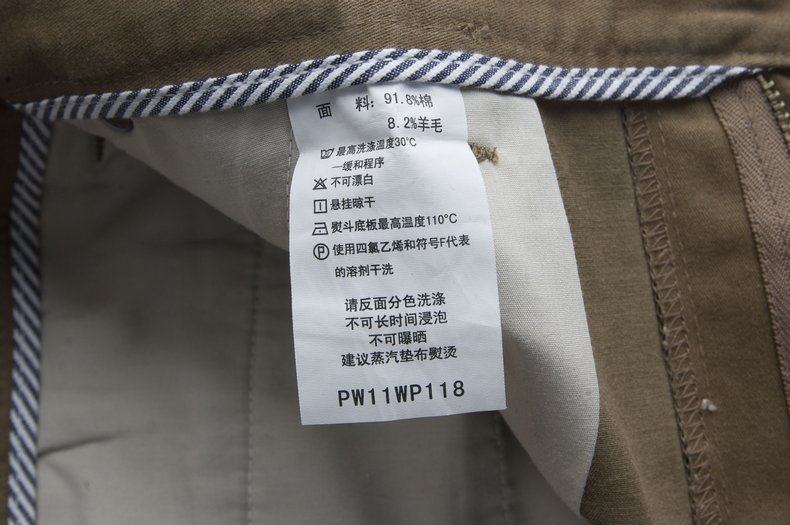 面 料：91.8%棉
8.2%羊毛
最高洗涤温度30℃
—缓和程序
不可漂白
悬挂晾干
熨斗底板最高温度110℃
P 使用四氯乙烯和符号F代表
的溶剂干洗
请反面分色洗涤
不可长时间浸泡
不可曝晒
建议蒸汽垫布熨烫
PW11WP118